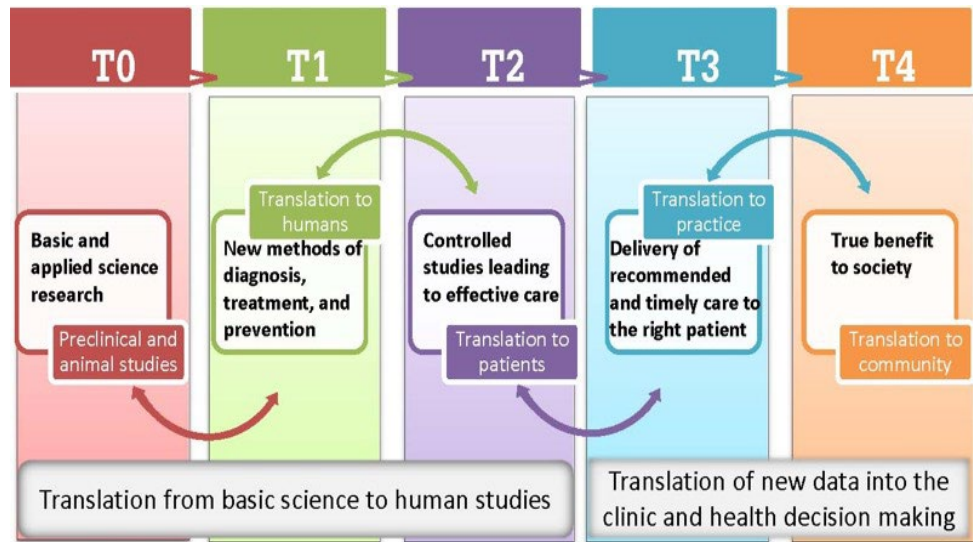 T0
T1
T2
T3
T4
Basic and
applied science
research
Preclinical and
animal studies
Translation to
humans
New methods of
diagnosis,
treatment, and
prevention
Controlled
studies leading
to effective care
Translation to
patients
Translation to
practice
Delivery of
recommended
and timely care to
the right patient
True benefit
to society
Translation to
community
Translation from basic science to human studies
Translation of new data into the
clinic and health decision making